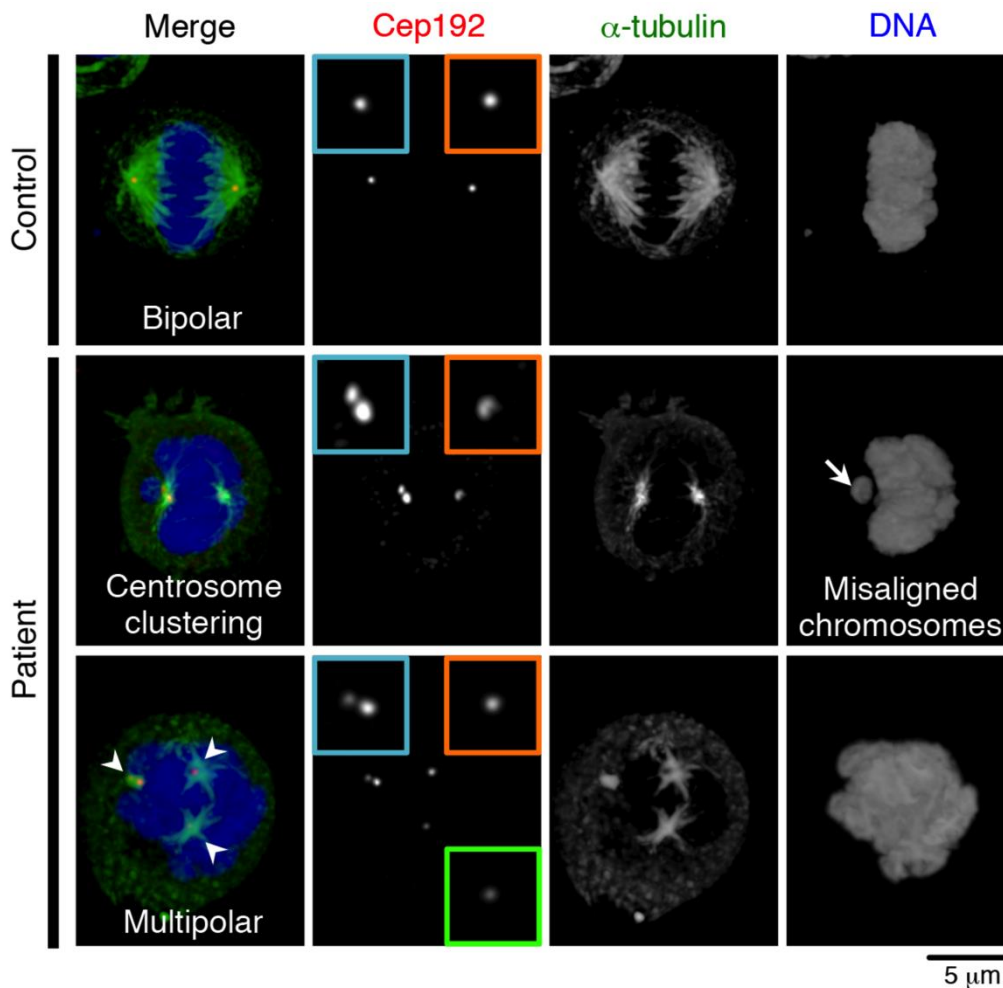 Merge Cep192 α-tubulin DNA
Control
Bipolar
Patient
Centrosome
clustering
Misaligned
chromosomes
Multipolar
5 μm